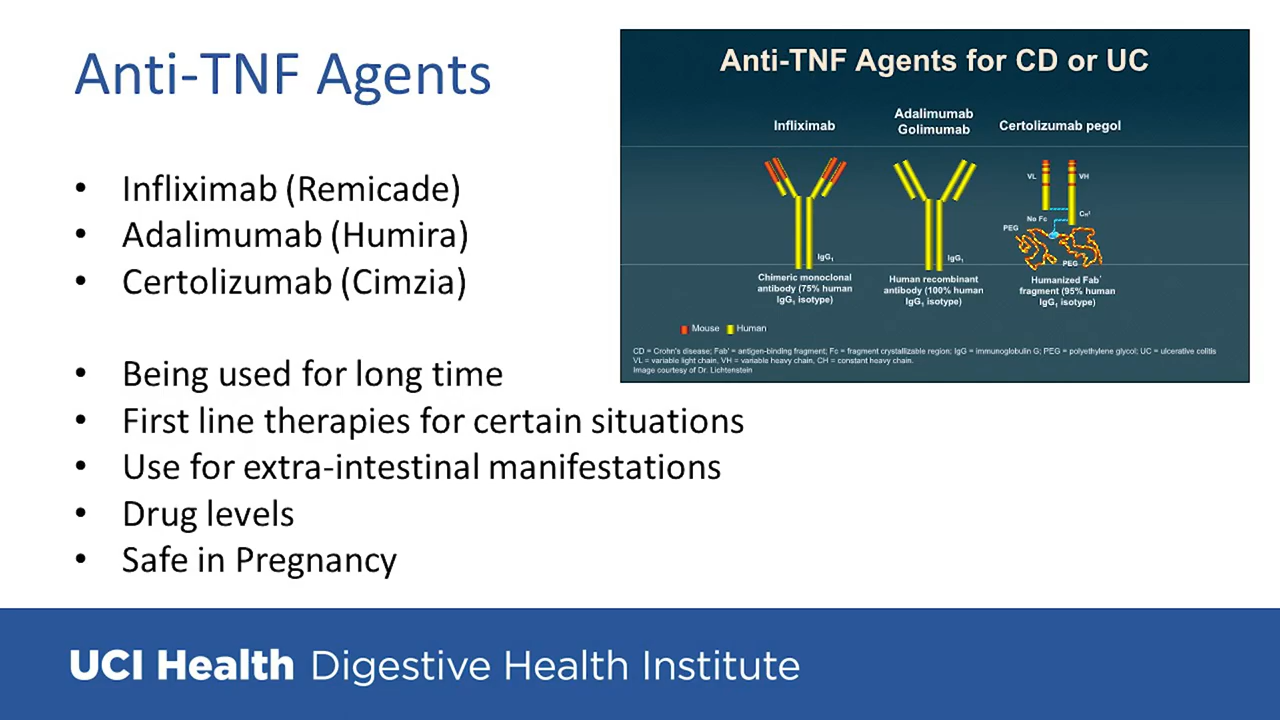 Anti-TNF Agents
• Infliximab (Remicade)
• Adalimumab (Humira)
• Certolizumab (Cimzia)
• Being used for long time
• First line therapies for certain situations
• Use for extra-intestinal manifestations
• Drug levels
• Safe in Pregnancy
Anti-TNF Agents for CD or UC
Infliximab
IgG1
Chimeric monoclonal
antibody (75% human
IgG1 isotype)
Adalimumab
Golimumab
IgG1
Human recombinant
antibody (100% human
IgG1 isotype)
Certolizumab pegol
VL
VH
No Fc
CH1
PEG
PEG
Humanized Fab'
fragment (95% human
IgG1 isotype)
Mouse Human
CD = Crohn's disease; Fab' = antigen-binding fragment; Fc = fragment crystallizable region; IgG = immunoglobulin G; PEG = polyethylene glycol; UC = ulcerative colitis
VL = variable light chain, VH = variable heavy chain, CH = constant heavy chain.
Image courtesy of Dr. Lichtenstein
UCI Health Digestive Health Institute